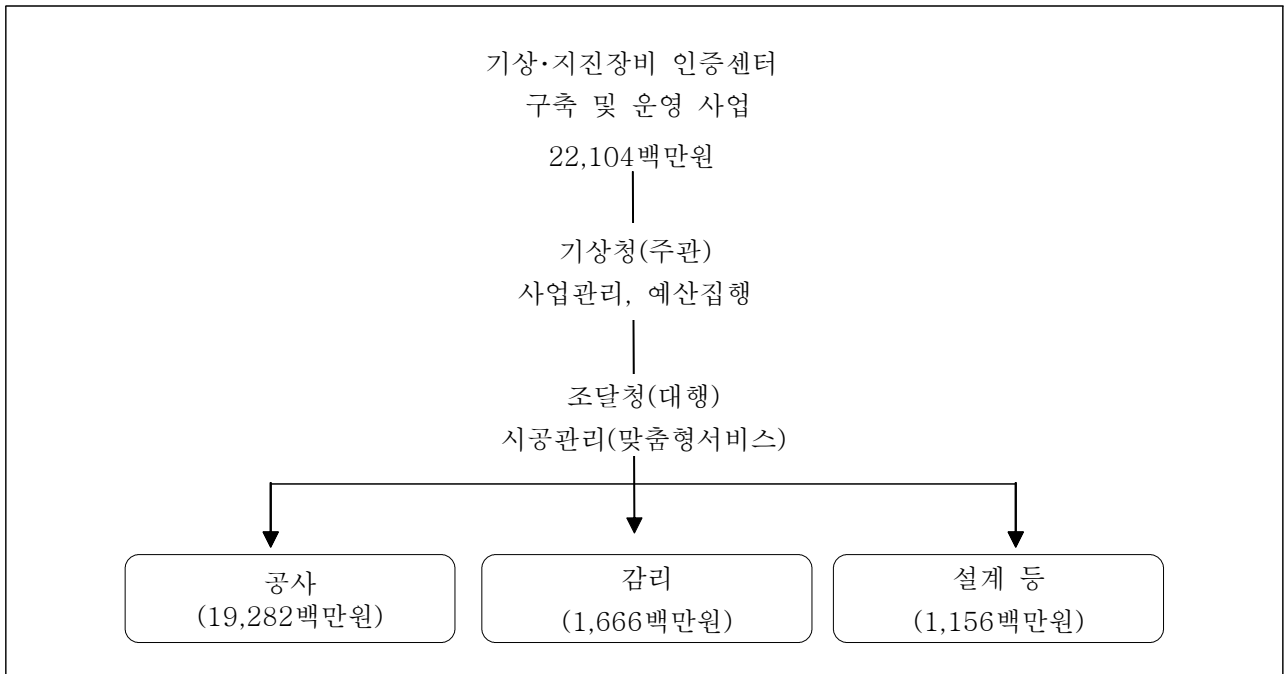 기상·지진장비 인증센터
구축 및 운영 사업
22,104백만원
기상청(주관)
사업관리, 예산집행
조달청(대행)
시공관리(맞춤형서비스)
공사
(19,282백만원)
감리
(1,666백만원)
설계 등
(1,156백만원)